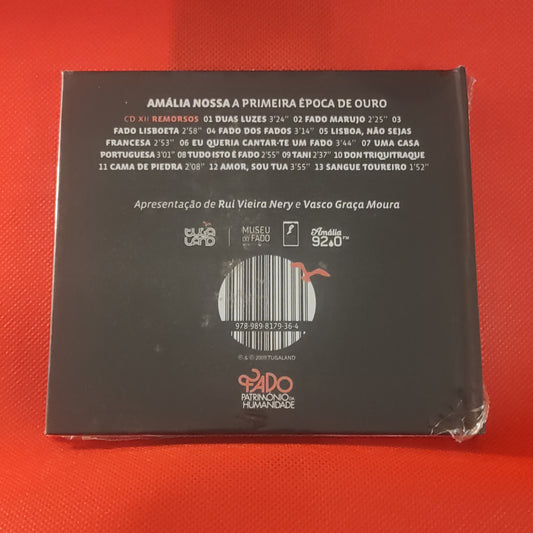 AMÁLIA NOSSA A PRIMEIRA ÉPOCA DE OURO
CD XII REMORSOS 01 DUAS LUZES 3'24" 02 FADO MARUJO 2'25" 03
FADO LISBOETA 2'58" 04 FADO DOS FADOS 3'14" 05 LISBOA, NÃO SEJAS
FRANCESA 2'53" 06 EU QUERIA CANTAR-TE UM FADO 3'44" 07 UMA CASA
PORTUGUESA 3'01" 08 TUDO ISTO É FADO 2'55" 09 TANI 2'37" 10 DON TRIQUITRAQUE
11 CAMA DE PIEDRA 2'08" 12 AMOR, SOU TUA 3'55" 13 SANGUE TOUREIRO 1'52"
Apresentação de Rui Vieira Nery e Vasco Graça Moura
TUGA
LAND
MUSEU
DO FADO
Amália
92.0 FM
978-989-8179-36-4
℗ & © 2009 TUGALAND
FADO
PATRIMÓNIO DA
HUMANIDADE